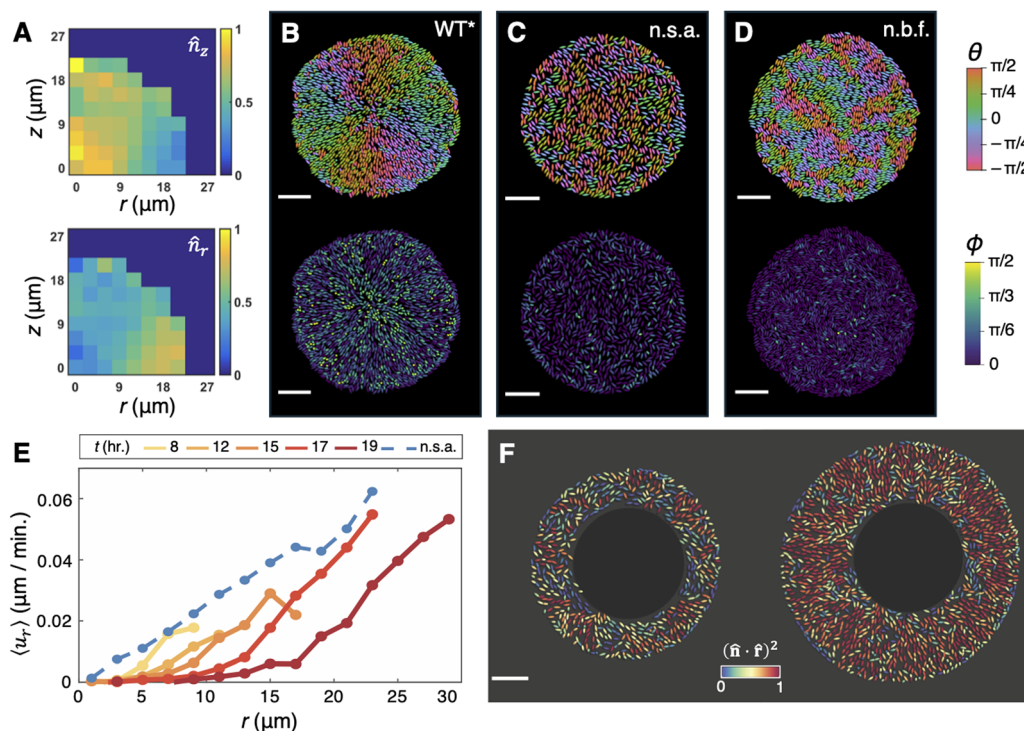 A
n̂z
z (µm)
27
18
9
0
0
9
18
27
r (µm)
1
0.5
0
n̂r
z (µm)
27
18
9
0
0
9
18
27
r (µm)
1
0.5
0
B
WT*
C
n.s.a.
D
n.b.f.
θ
π/2
π/4
0
−π/4
−π/2
ϕ
π/2
π/3
π/6
0
E
t (hr.) 8 12 15 17 19 n.s.a.
⟨ur⟩ (µm / min.)
0.06
0.04
0.02
0
0 5 10 15 20 25 30
r (µm)
F
(n̂ · r̂)²
0 1